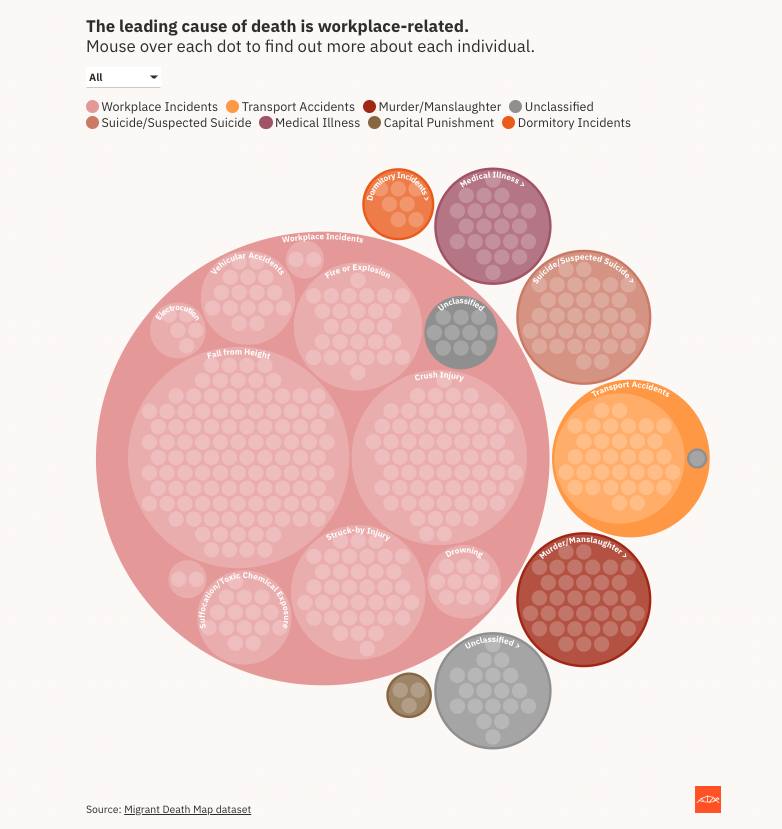 The leading cause of death is workplace-related.
Mouse over each dot to find out more about each individual.
All
Workplace Incidents Transport Accidents Murder/Manslaughter Unclassified
Suicide/Suspected Suicide Medical Illness Capital Punishment Dormitory Incidents
Dormitory Incidents >
Medical Illness >
Workplace Incidents
Vehicular Accidents
Fire or Explosion
Suicide/Suspected Suicide >
Electrocution
Unclassified
Fall from Height
Crush Injury
Transport Accidents
Struck-by Injury
Drowning
Murder/Manslaughter >
Suffocation/Toxic Chemical Exposure
Unclassified >
Source: Migrant Death Map dataset